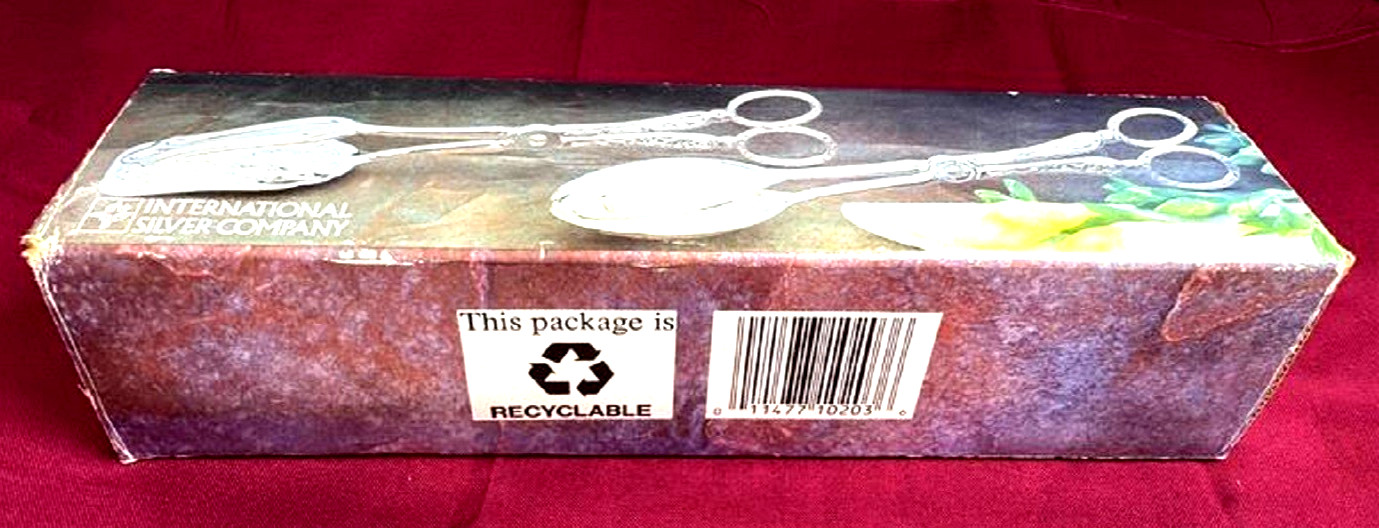 INTERNATIONAL
SILVER COMPANY
This package is
RECYCLABLE
0 11477 10203 6